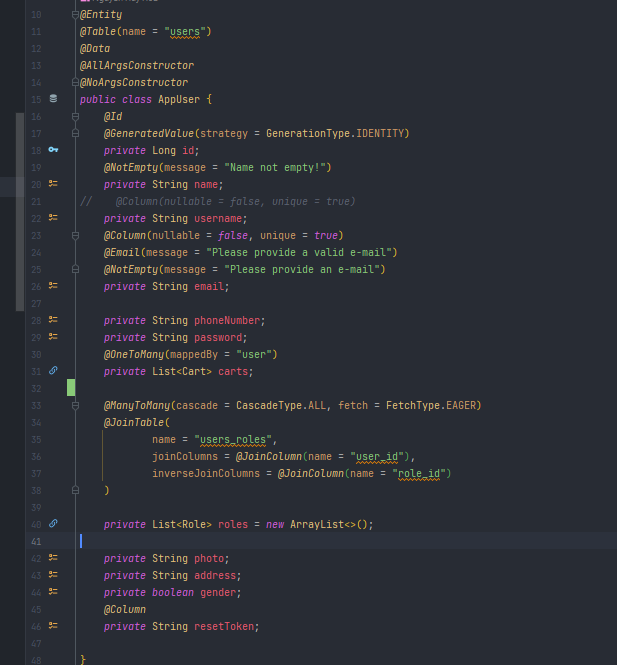 10 @Entity
11 @Table(name = "users")
12 @Data
13 @AllArgsConstructor
14 @NoArgsConstructor
15 public class AppUser {
16 @Id
17 @GeneratedValue(strategy = GenerationType.IDENTITY)
18 private Long id;
19 @NotEmpty(message = "Name not empty!")
20 private String name;
21 // @Column(nullable = false, unique = true)
22 private String username;
23 @Column(nullable = false, unique = true)
24 @Email(message = "Please provide a valid e-mail")
25 @NotEmpty(message = "Please provide an e-mail")
26 private String email;
27
28 private String phoneNumber;
29 private String password;
30 @OneToMany(mappedBy = "user")
31 private List<Cart> carts;
32
33 @ManyToMany(cascade = CascadeType.ALL, fetch = FetchType.EAGER)
34 @JoinTable(
35 name = "users_roles",
36 joinColumns = @JoinColumn(name = "user_id"),
37 inverseJoinColumns = @JoinColumn(name = "role_id")
38 )
39
40 private List<Role> roles = new ArrayList<>();
41
42 private String photo;
43 private String address;
44 private boolean gender;
45 @Column
46 private String resetToken;
47
48 }